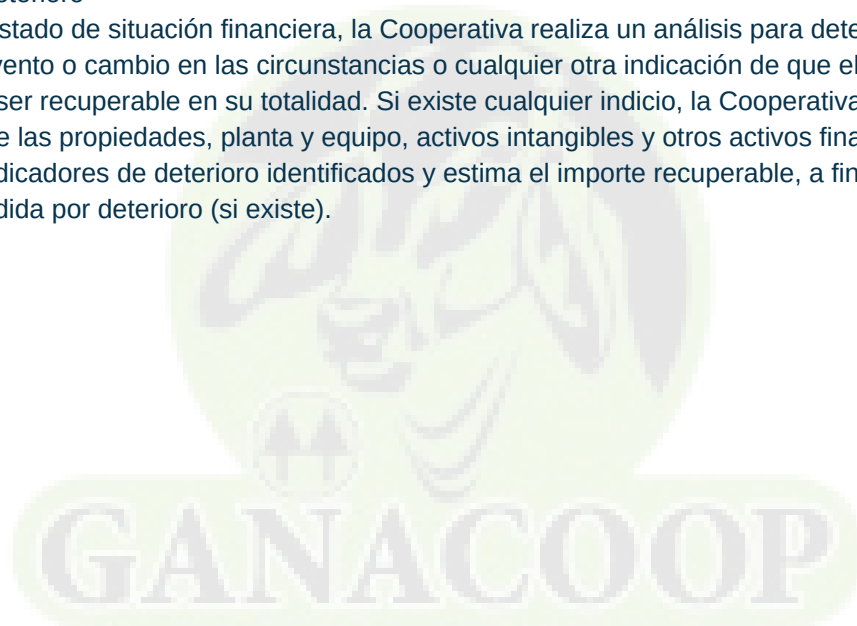 stado de situación financiera, la Cooperativa realiza un análisis para dete
vento o cambio en las circunstancias o cualquier otra indicación de que el
ser recuperable en su totalidad. Si existe cualquier indicio, la Cooperativa
e las propiedades, planta y equipo, activos intangibles y otros activos fina
dicadores de deterioro identificados y estima el importe recuperable, a fin
dida por deterioro (si existe).
GANACOOP